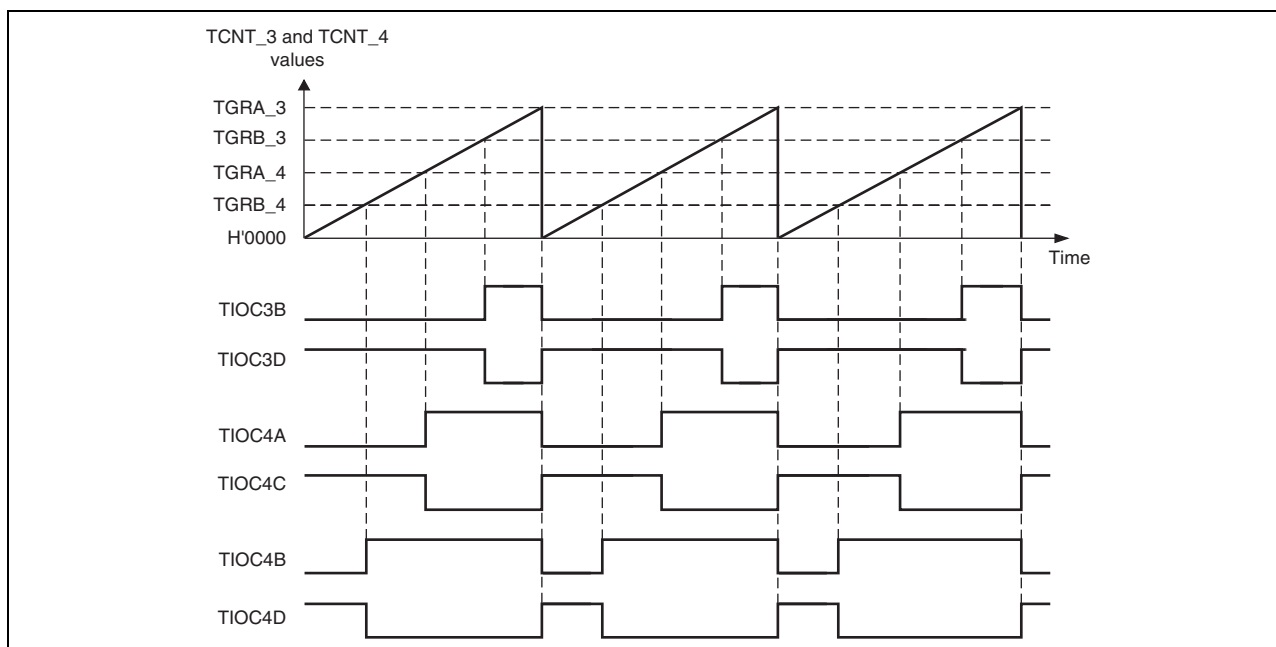 TCNT_3 and TCNT_4
values
TGRA_3
TGRB_3
TGRA_4
TGRB_4
H'0000
Time
TIOC3B
TIOC3D
TIOC4A
TIOC4C
TIOC4B
TIOC4D